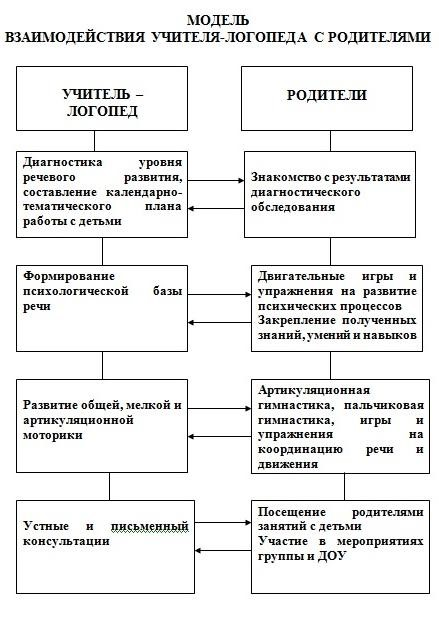 МОДЕЛЬ
ВЗАИМОДЕЙСТВИЯ УЧИТЕЛЯ-ЛОГОПЕДА С РОДИТЕЛЯМИ
УЧИТЕЛЬ –
ЛОГОПЕД
РОДИТЕЛИ
Диагностика уровня
речевого развития,
составление календарно-
тематического плана
работы с детьми
Знакомство с результатами
диагностического
обследования
Формирование
психологической базы
речи
Двигательные игры и
упражнения на развитие
психических процессов
Закрепление полученных
знаний, умений и навыков
Развитие общей, мелкой и
артикуляционной
моторики
Артикуляционная
гимнастика, пальчиковая
гимнастика, игры и
упражнения на
координацию речи и
движения
Устные и письменный
консультации
Посещение родителями
занятий с детьми
Участие в мероприятиях
группы и ДОУ